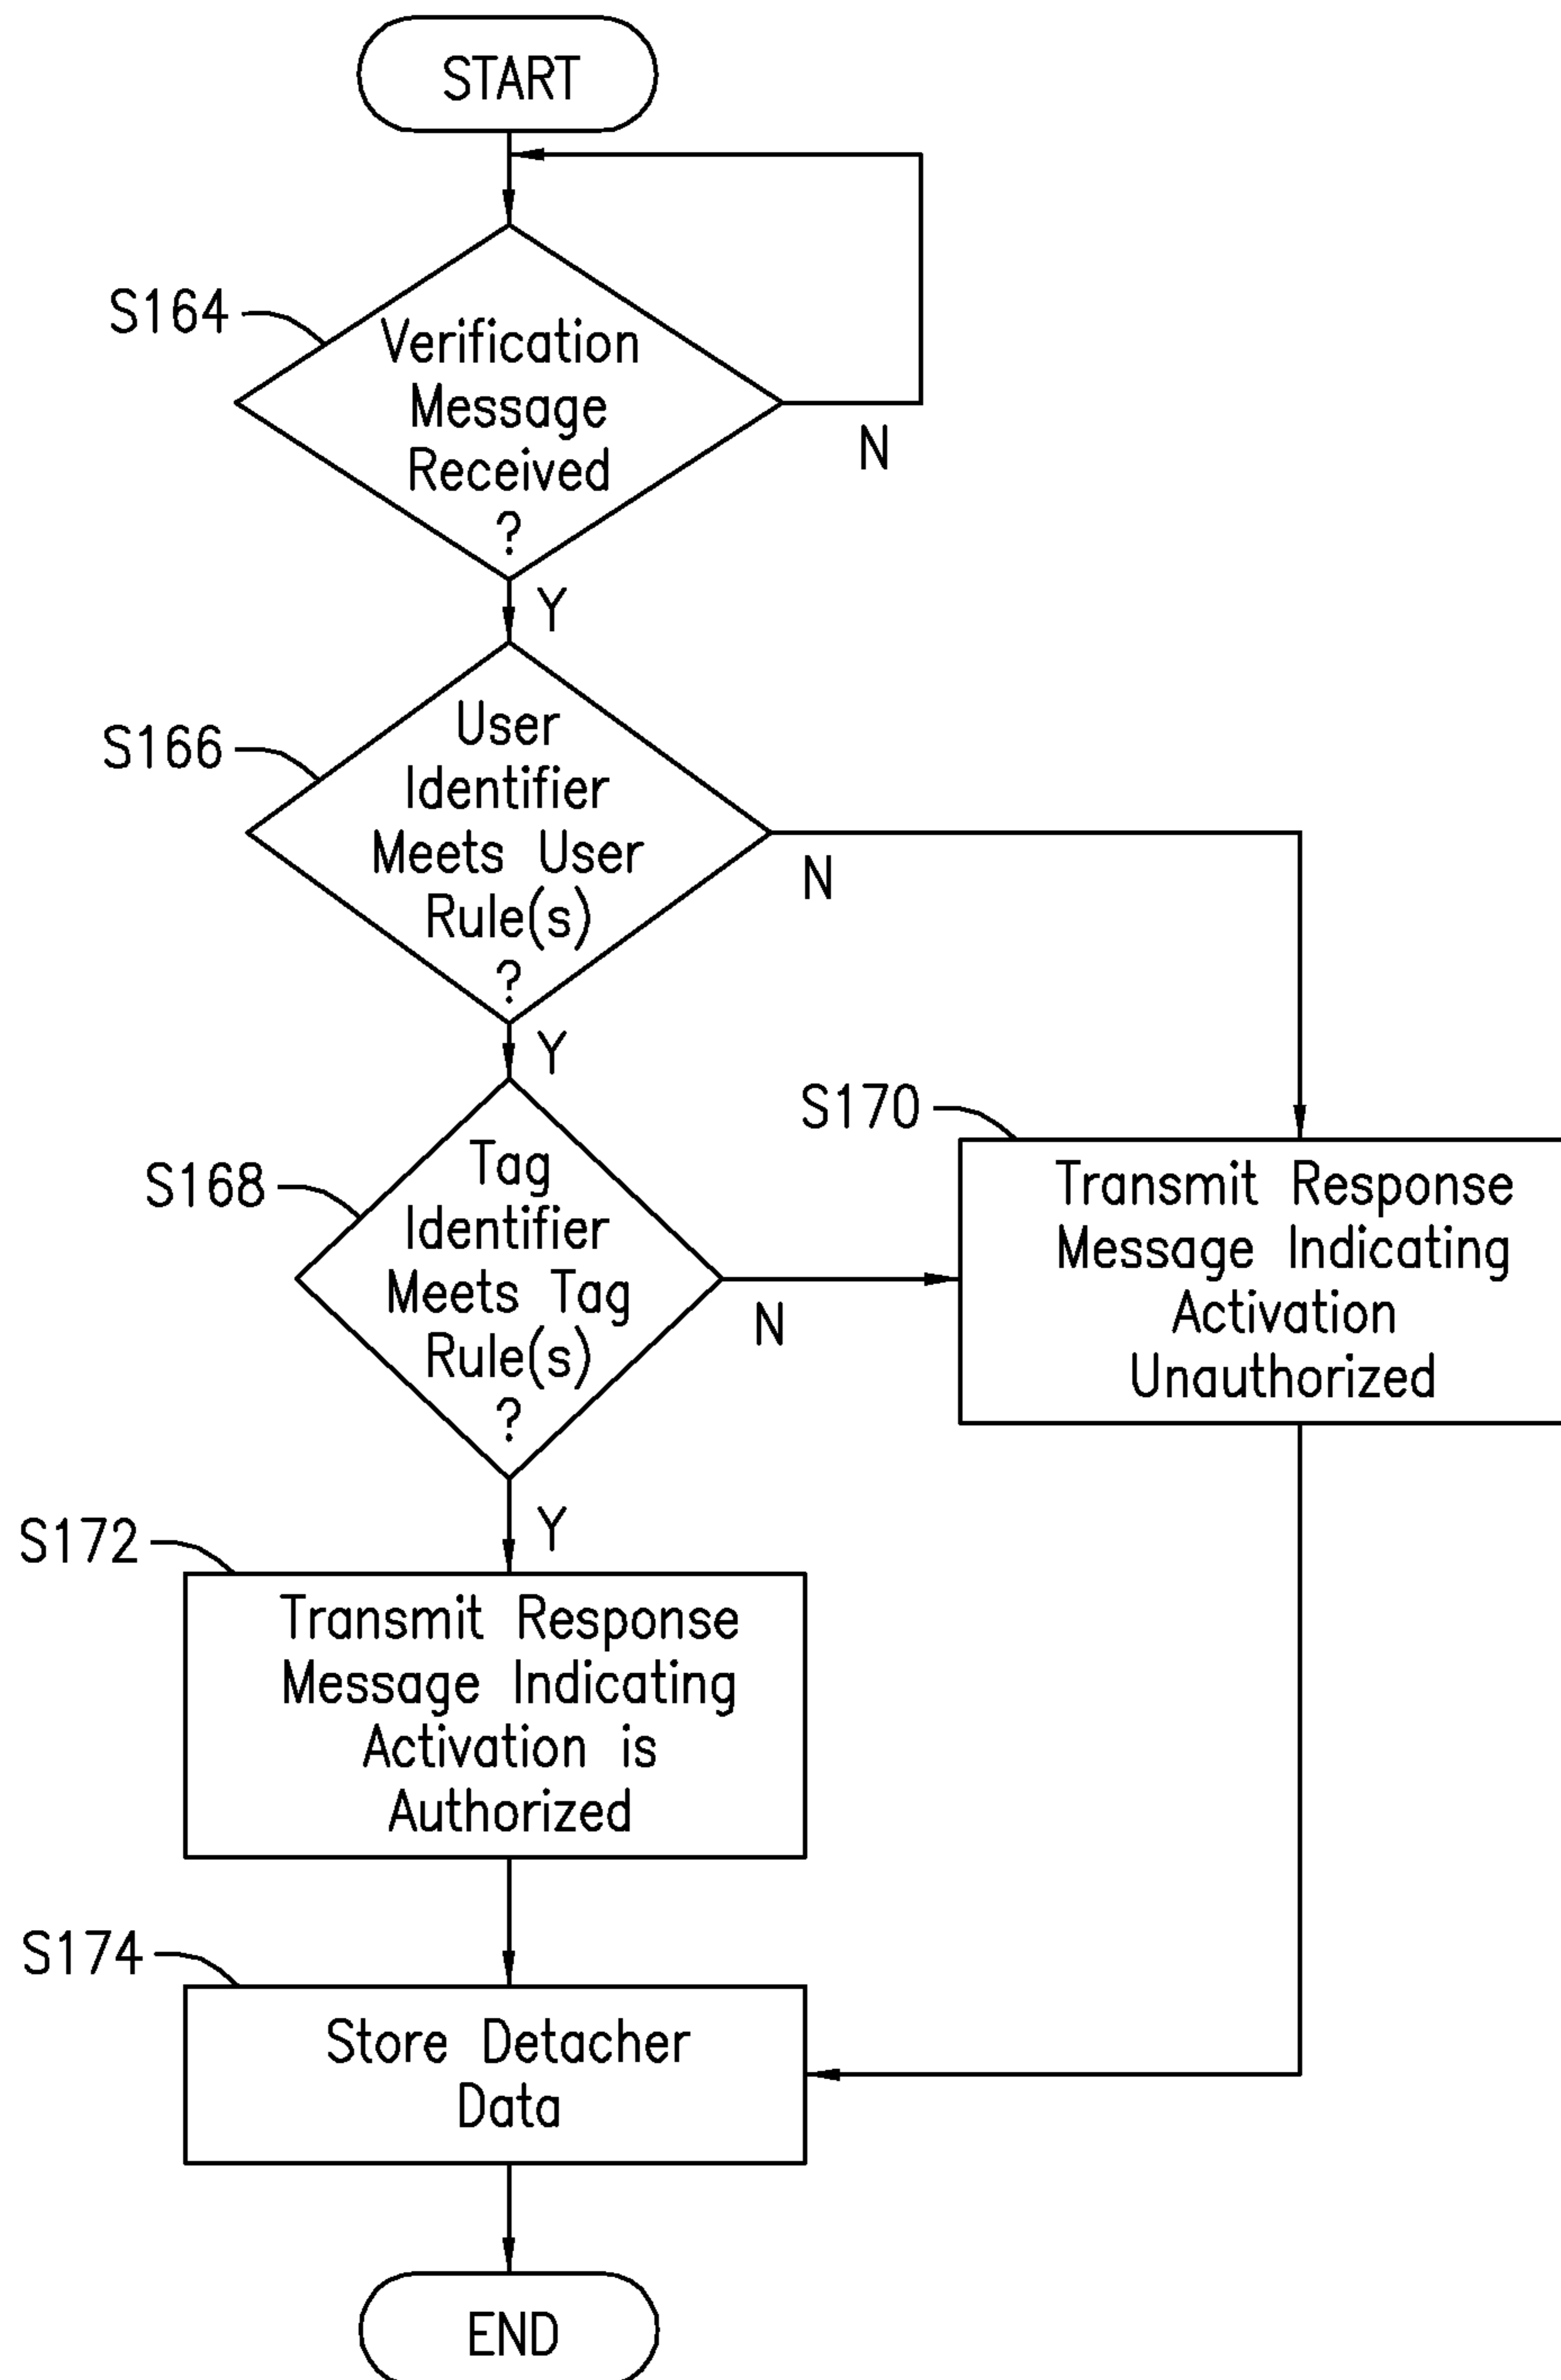 START
S164
Verification
Message
Received
?
N
Y
S166
User
Identifier
Meets User
Rule(s)
?
N
Y
S168
Tag
Identifier
Meets Tag
Rule(s)
?
N
Y
S170
Transmit Response
Message Indicating
Activation
Unauthorized
S172
Transmit Response
Message Indicating
Activation is
Authorized
S174
Store Detacher
Data
END